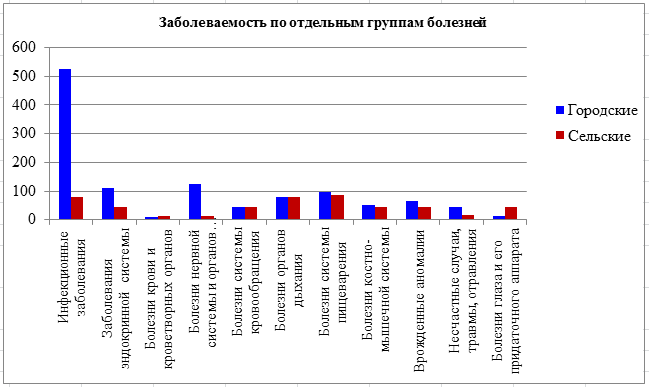 Заболеваемость по отдельным группам болезней
600
500
400
300
200
100
0
Городские
Сельские
Инфекционные
заболевания
Заболевания
эндокринной системы
Болезни крови и
кроветворных органов
Болезни нервной
системы и органов...
Болезни системы
кровообращения
Болезни органов
дыхания
Болезни системы
пищеварения
Болезни костно-
мышечной системы
Врожденные аномалии
Несчастные случаи,
травмы, отравления
Болезни глаза и его
придаточного аппарата